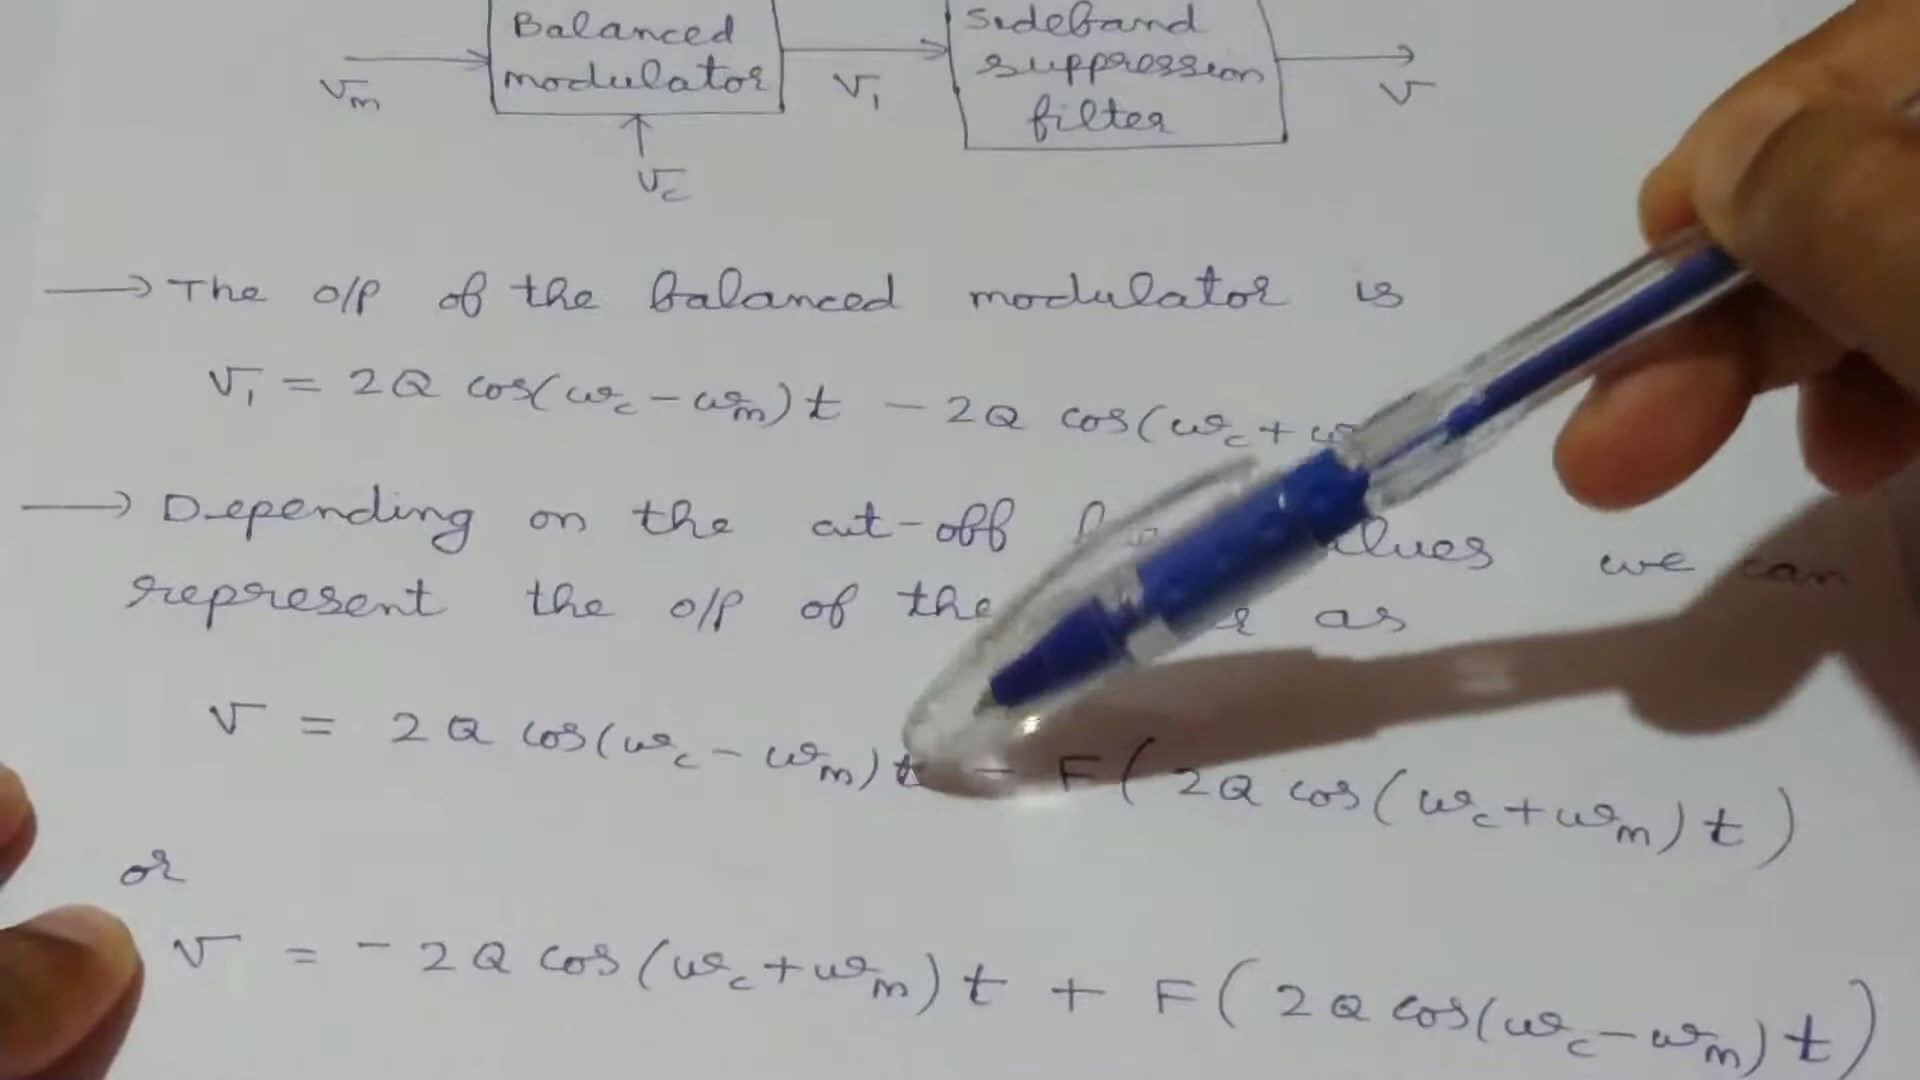 Balanced
modulator
Sideband
suppression
filter
Vm
V1
V
Vc
→ The o/p of the balanced modulator is
V1 = 2Q cos(ωc - ωm)t - 2Q cos(ωc +
→ Depending on the cut-off we can
represent the o/p of the as
V = 2Q cos(ωc - ωm)t - F(2Q cos(ωc+ωm)t)
or
V = -2Q cos(ωc+ωm)t + F(2Q cos(ωc-ωm)t)